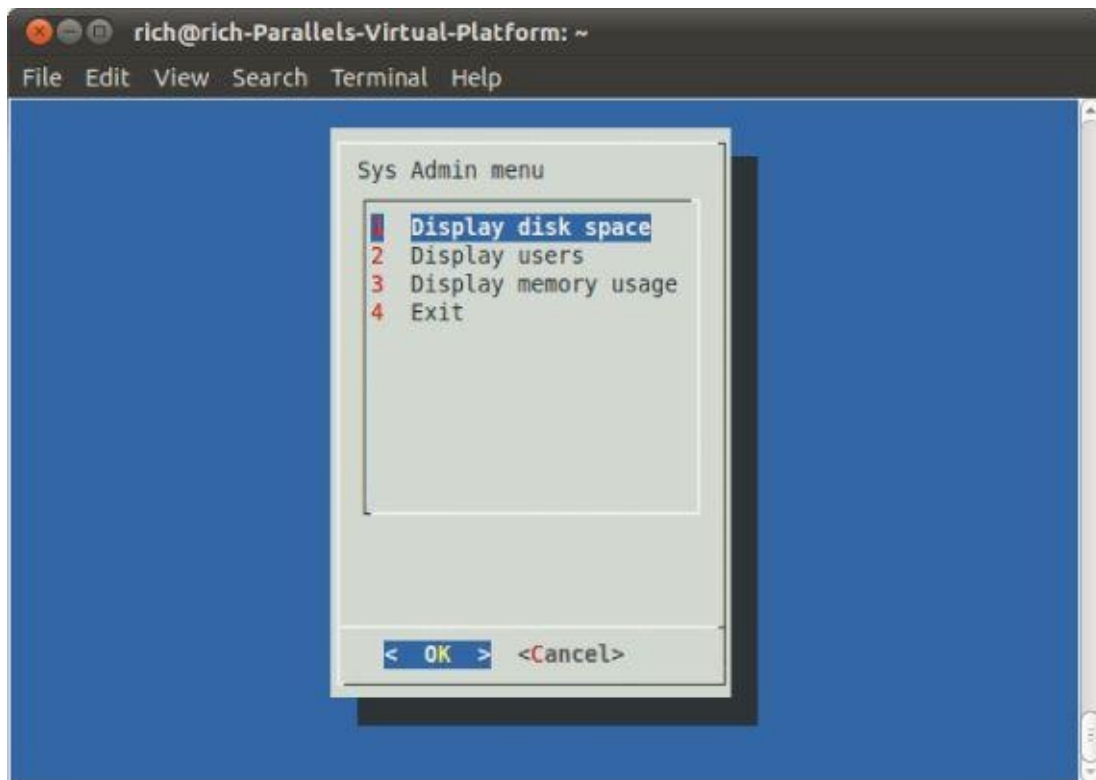 rich@rich-Parallels-Virtual-Platform: ~
File Edit View Search Terminal Help
Sys Admin menu
1 Display disk space
2 Display users
3 Display memory usage
4 Exit
< OK > <Cancel>